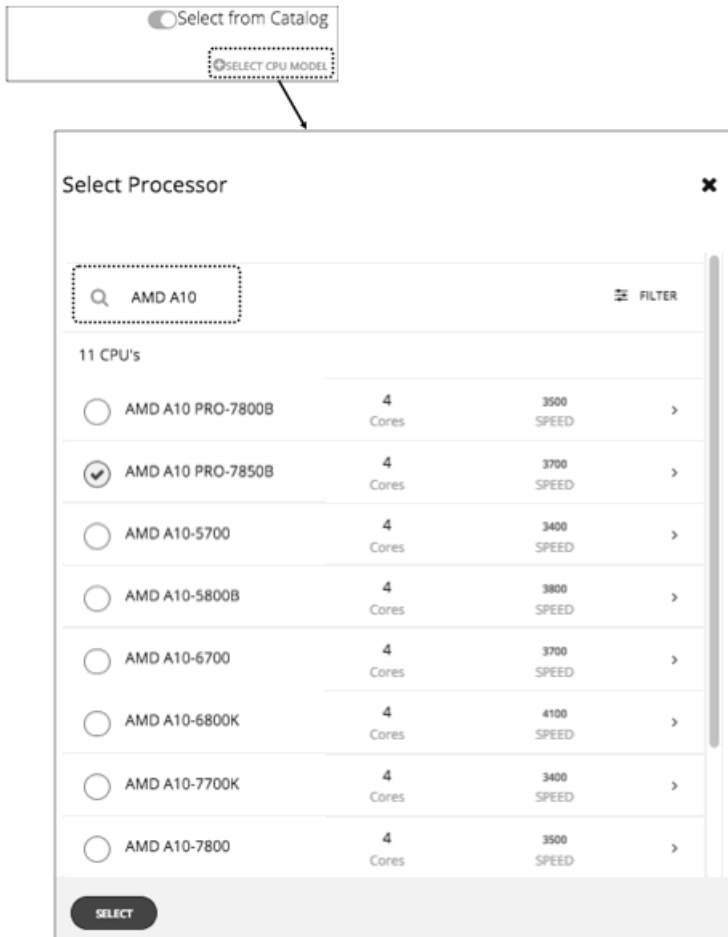 Select from Catalog
SELECT CPU MODEL
Select Processor
AMD A10
FILTER
11 CPU's
AMD A10 PRO-7800B 4 3500
Cores SPEED
AMD A10 PRO-7850B 4 3700
Cores SPEED
AMD A10-5700 4 3400
Cores SPEED
AMD A10-5800B 4 3800
Cores SPEED
AMD A10-6700 4 3700
Cores SPEED
AMD A10-6800K 4 4100
Cores SPEED
AMD A10-7700K 4 3400
Cores SPEED
AMD A10-7800 4 3500
Cores SPEED
SELECT